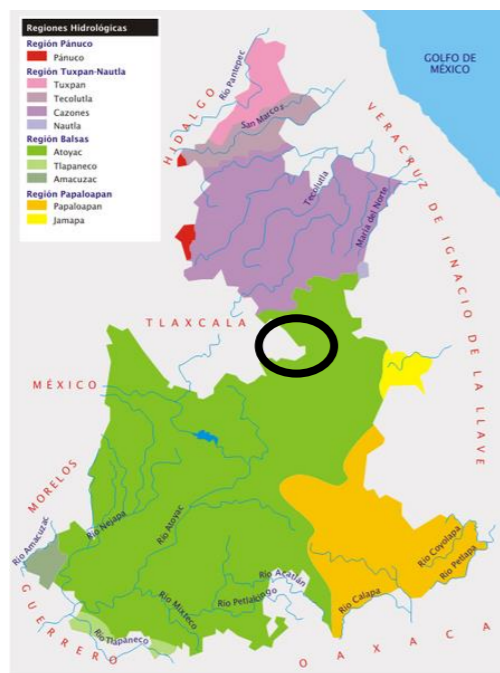 Regiones Hidrológicas
Región Pánuco
Pánuco
Región Tuxpan-Nautla
Tuxpan
Tecolutla
Cazones
Nautla
Región Balsas
Atoyac
Tlapaneco
Amacuzac
Región Papaloapan
Papaloapan
Jamapa
GOLFO DE
MÉXICO
HIDALGO
Río Pantepec
San Marcos
VERACRUZ DE IGNACIO DE LA LLAVE
Tecolutla
María del Norte
TLAXCALA
MÉXICO
MORELOS
Río Amacuzac
Río Nejapa
Río Atoyac
Río Coyolapa
Río Petlapa
Río Acatlán
Río Petlalcingo
Río Calapa
Río Mixteco
Río Tlapaneco
GUERRERO
OAXACA